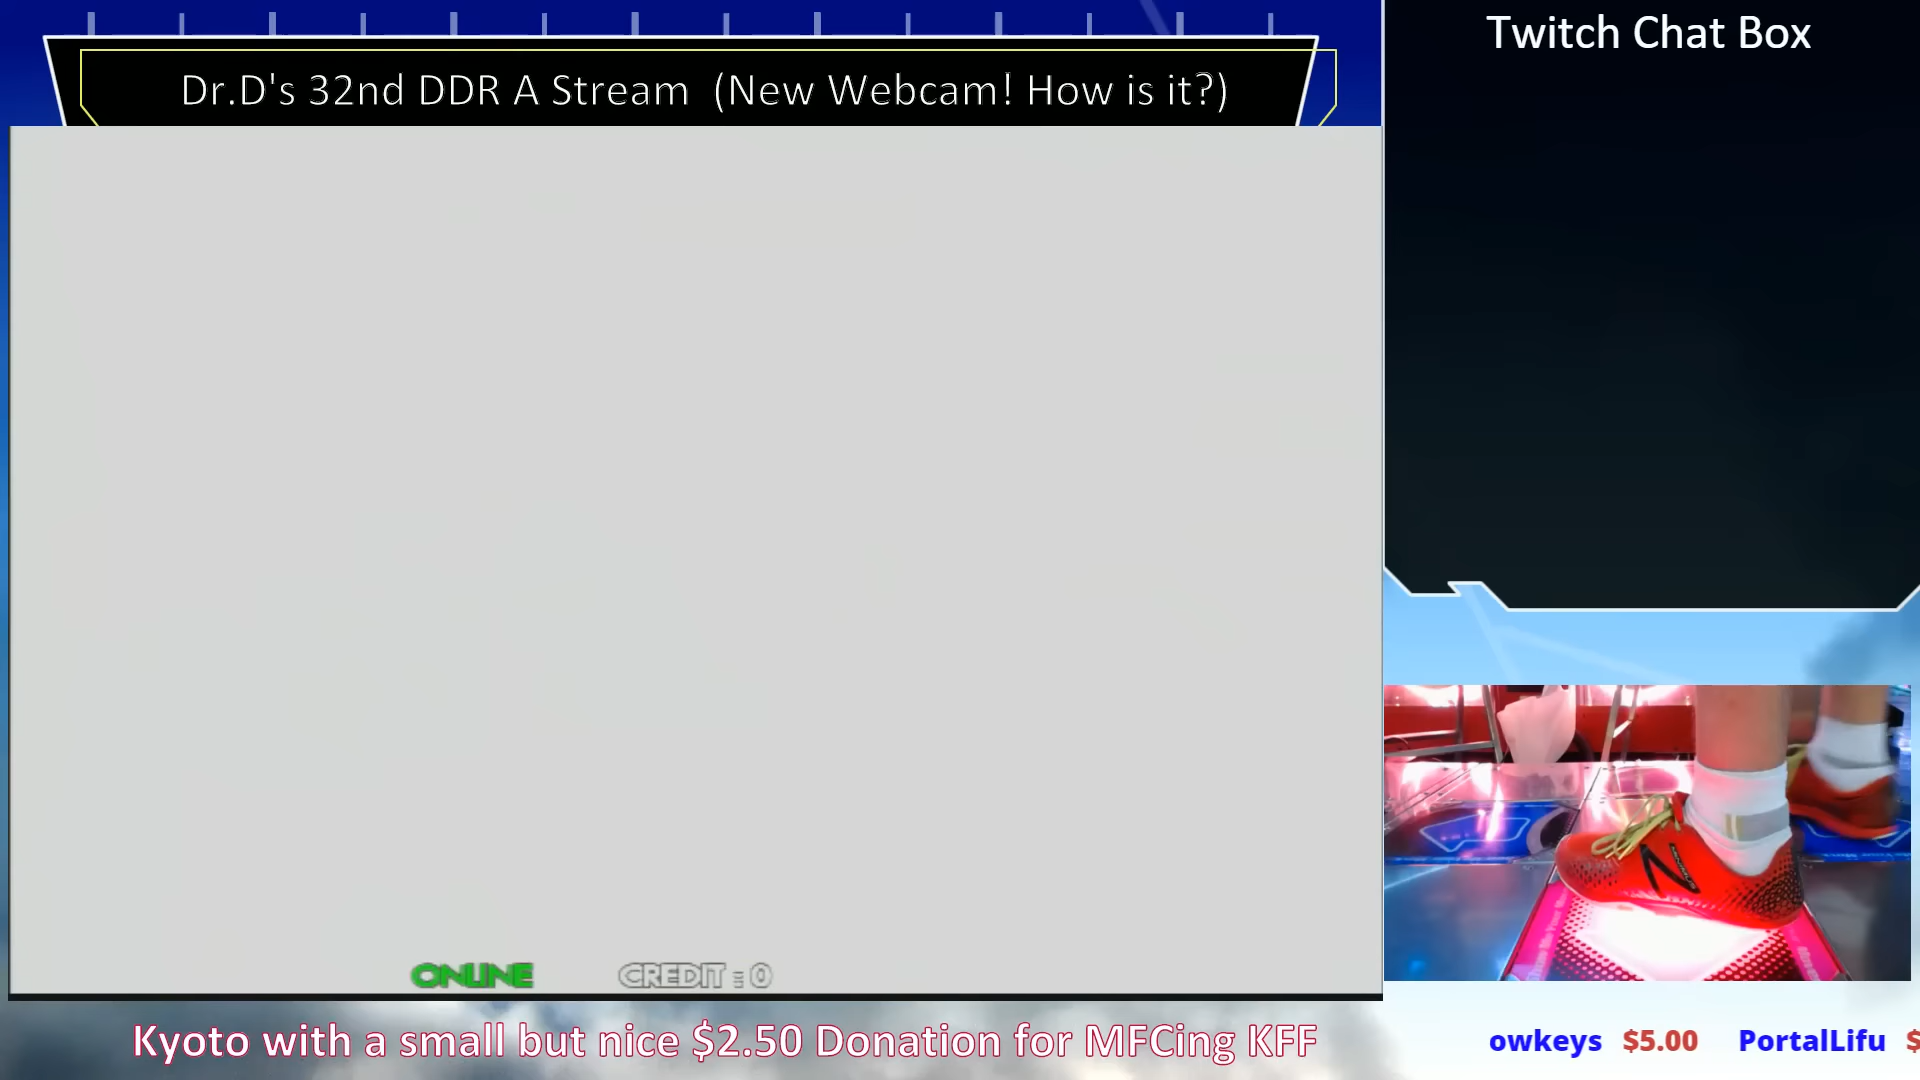 Twitch Chat Box
Dr.D's 32nd DDR A Stream (New Webcam! How is it?)
ONLINE
CREDIT : 0
Kyoto with a small but nice $2.50 Donation for MFCing KFF
owkeys $5.00 PortalLifu $